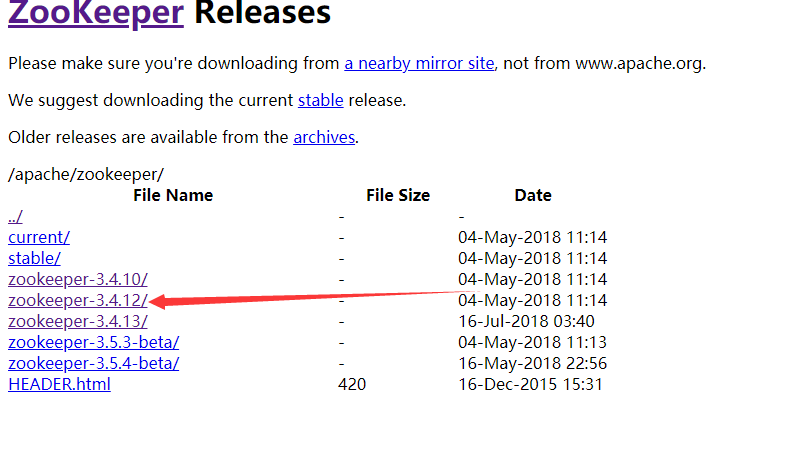 ZooKeeper Releases
Please make sure you're downloading from a nearby mirror site, not from www.apache.org.
We suggest downloading the current stable release.
Older releases are available from the archives.
/apache/zookeeper/
File Name File Size Date
../ - -
current/ - 04-May-2018 11:14
stable/ - 04-May-2018 11:14
zookeeper-3.4.10/ - 04-May-2018 11:14
zookeeper-3.4.12/ - 04-May-2018 11:14
zookeeper-3.4.13/ - 16-Jul-2018 03:40
zookeeper-3.5.3-beta/ - 04-May-2018 11:13
zookeeper-3.5.4-beta/ - 16-May-2018 22:56
HEADER.html 420 16-Dec-2015 15:31